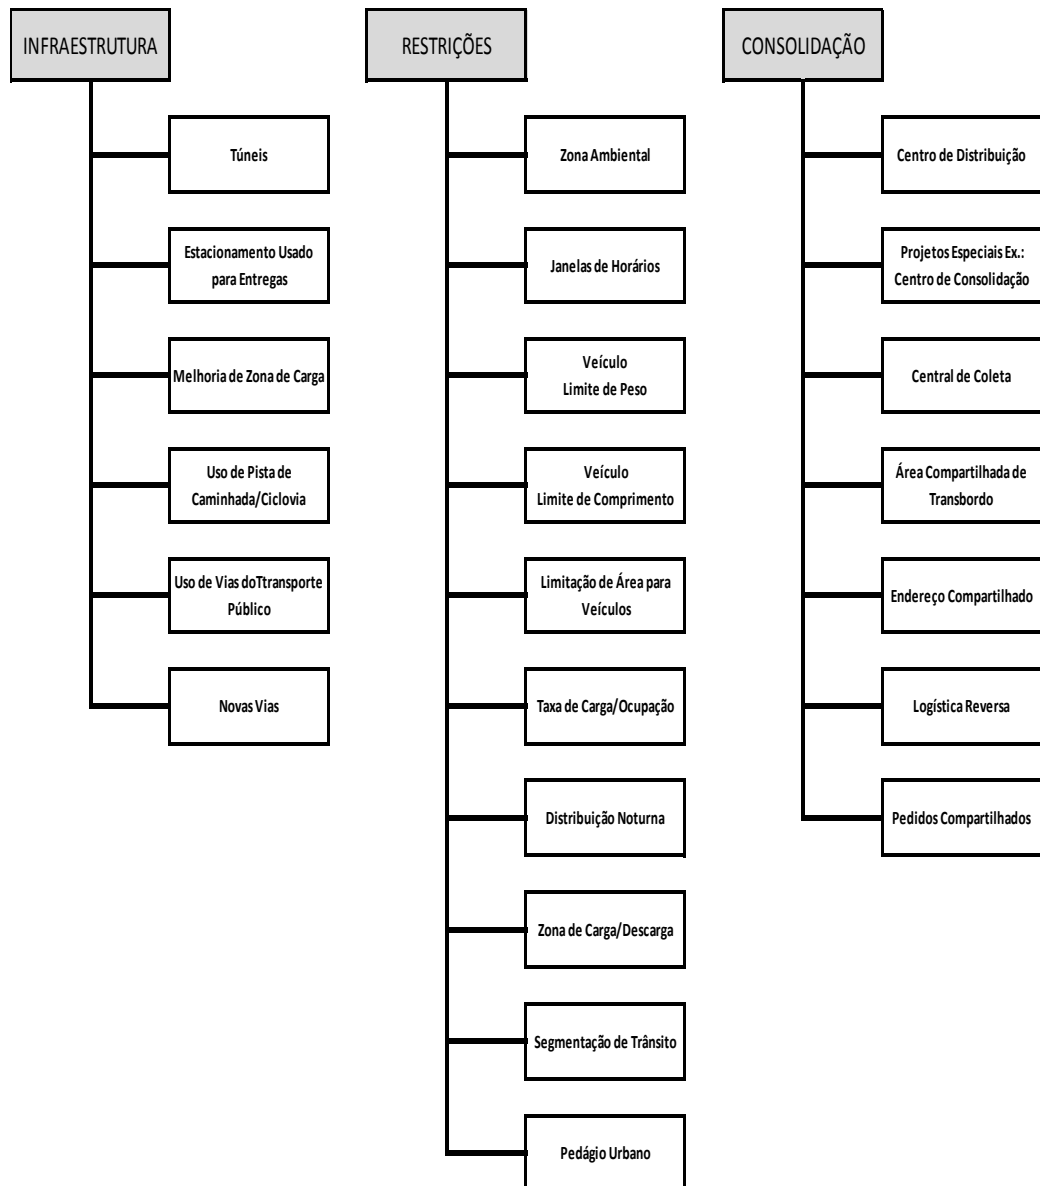 INFRAESTRUTURA
Túneis
Estacionamento Usado
para Entregas
Melhoria de Zona de Carga
Uso de Pista de
Caminhada/Ciclovia
Uso de Vias doTtransporte
Público
Novas Vias
RESTRIÇÕES
Zona Ambiental
Janelas de Horários
Veículo
Limite de Peso
Veículo
Limite de Comprimento
Limitação de Área para
Veículos
Taxa de Carga/Ocupação
Distribuição Noturna
Zona de Carga/Descarga
Segmentação de Trânsito
Pedágio Urbano
CONSOLIDAÇÃO
Centro de Distribuição
Projetos Especiais Ex.:
Centro de Consolidação
Central de Coleta
Área Compartilhada de
Transbordo
Endereço Compartilhado
Logística Reversa
Pedidos Compartilhados